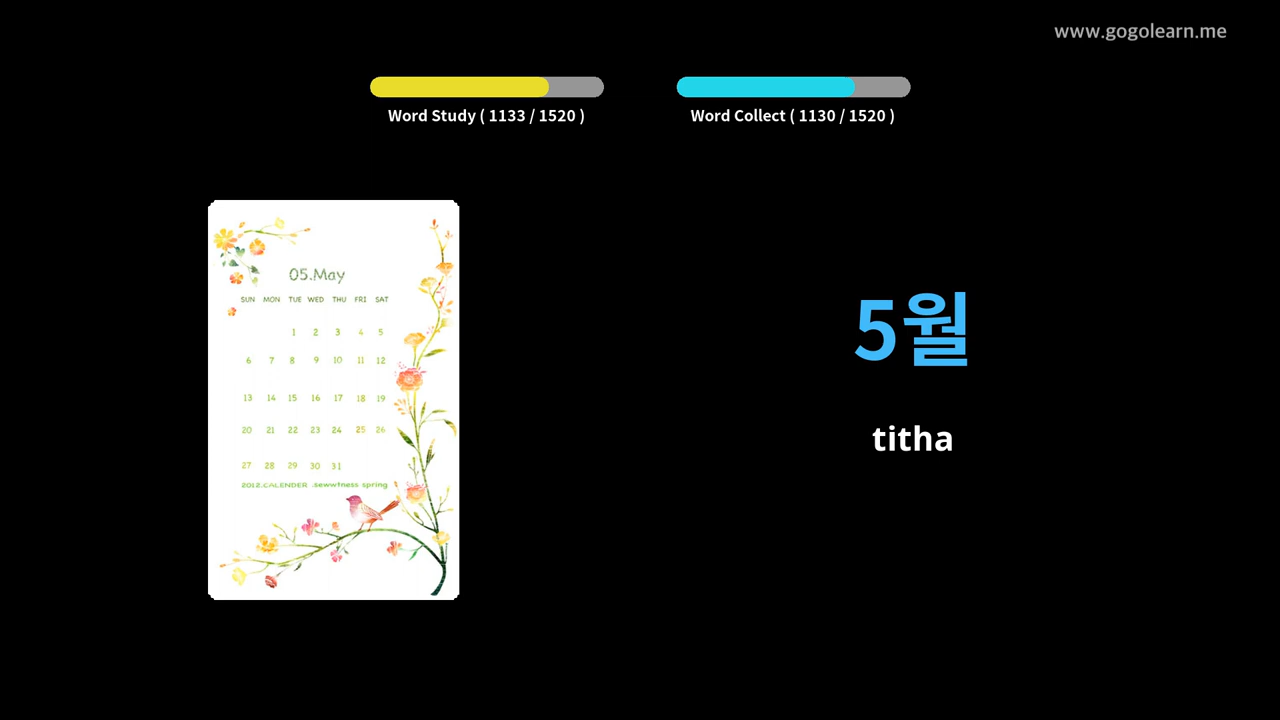 www.gogolearn.me
Word Study ( 1133 / 1520 )
Word Collect ( 1130 / 1520 )
05.May
SUN MON TUE WED THU FRI SAT
1 2 3 4 5
6 7 8 9 10 11 12
13 14 15 16 17 18 19
20 21 22 23 24 25 26
27 28 29 30 31
2012.CALENDER .sewwtness spring
5월
titha